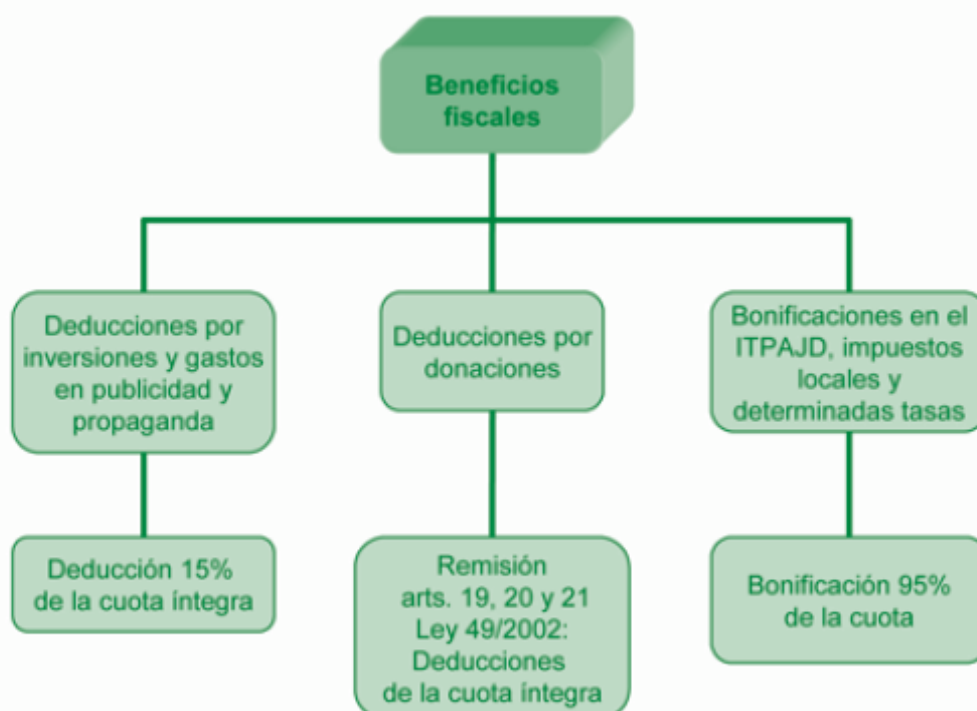 Beneficios
fiscales
Deducciones por
inversiones y gastos
en publicidad y
propaganda
Deducciones por
donaciones
Bonificaciones en el
ITPAJD, impuestos
locales y
determinadas tasas
Deducción 15%
de la cuota íntegra
Remisión
arts. 19, 20 y 21
Ley 49/2002:
Deducciones
de la cuota íntegra
Bonificación 95%
de la cuota